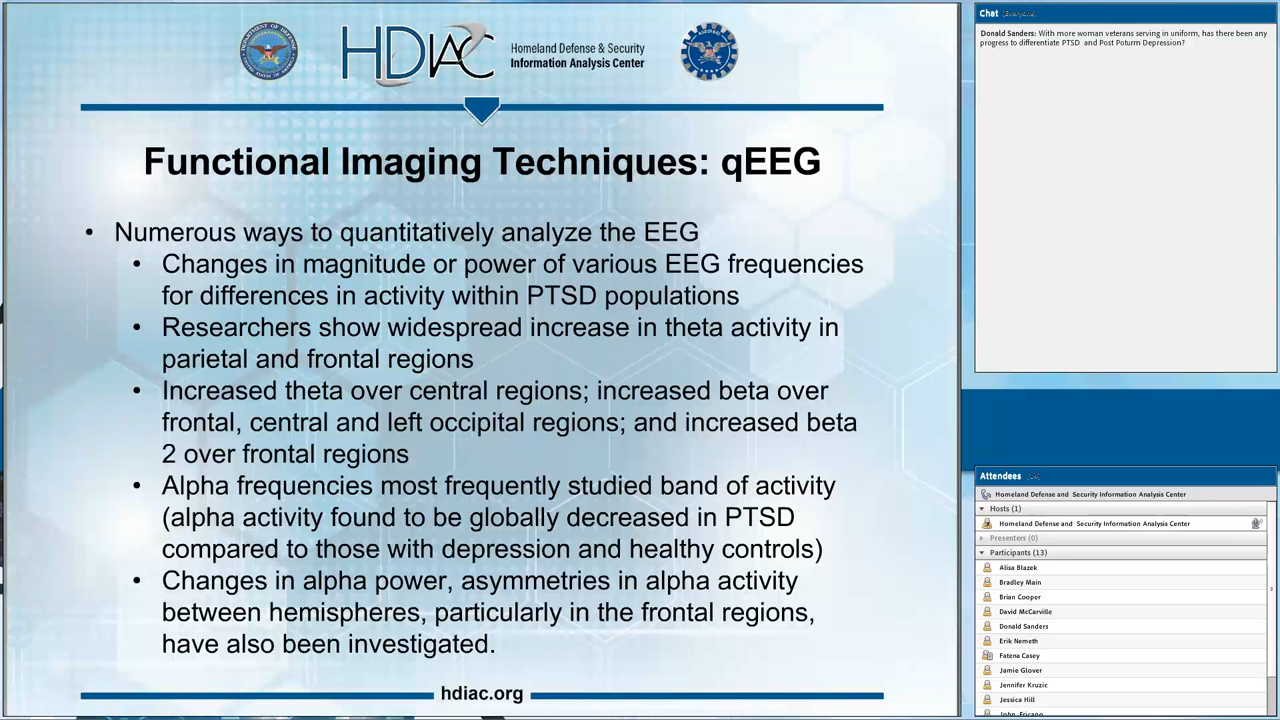 HDIAC
Homeland Defense & Security
Information Analysis Center
Functional Imaging Techniques: qEEG
• Numerous ways to quantitatively analyze the EEG
• Changes in magnitude or power of various EEG frequencies
for differences in activity within PTSD populations
• Researchers show widespread increase in theta activity in
parietal and frontal regions
• Increased theta over central regions; increased beta over
frontal, central and left occipital regions; and increased beta
2 over frontal regions
• Alpha frequencies most frequently studied band of activity
(alpha activity found to be globally decreased in PTSD
compared to those with depression and healthy controls)
• Changes in alpha power, asymmetries in alpha activity
between hemispheres, particularly in the frontal regions,
have also been investigated.
hdiac.org
Chat (Everyone)
Donald Sanders: With more woman veterans serving in uniform, has there been any
progress to differentiate PTSD and Post Poturm Depression?
Attendees
Homeland Defense and Security Information Analysis Center
Hosts (1)
Homeland Defense and Security Information Analysis Center
Presenters (0)
Participants (13)
Alisa Blazek
Bradley Main
Brian Cooper
David McCarville
Donald Sanders
Erik Nemeth
Fatena Casey
Jamie Glover
Jennifer Kruzic
Jessica Hill